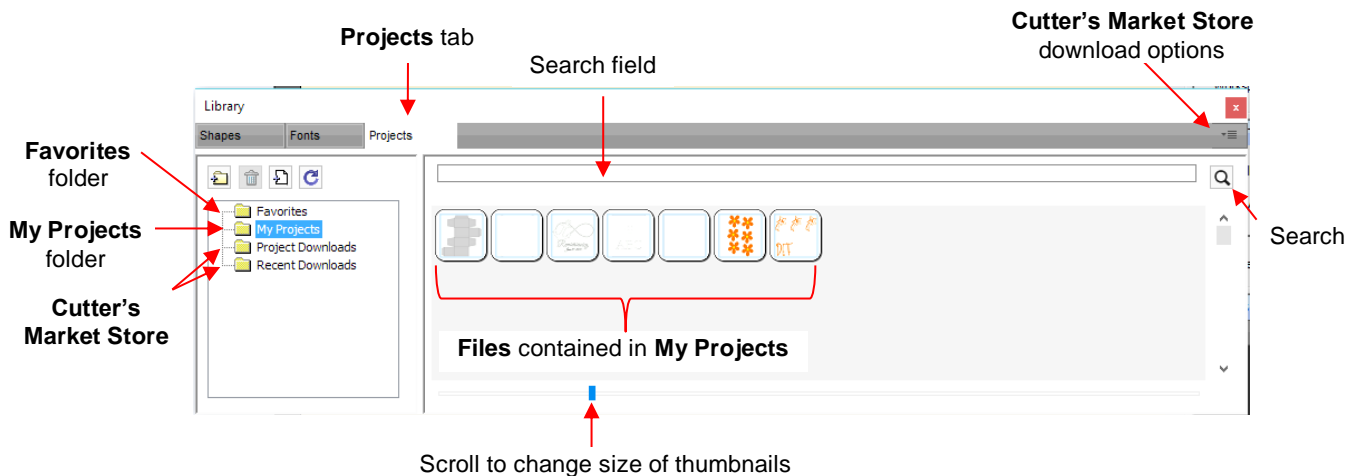 Cutter's Market Store
download options
Projects tab
Search field
Library
x
Shapes
Fonts
Projects
Favorites
folder
Favorites
My Projects
folder
My Projects
Project Downloads
Search
Recent Downloads
Cutter's
Market Store
Files contained in My Projects
Scroll to change size of thumbnails